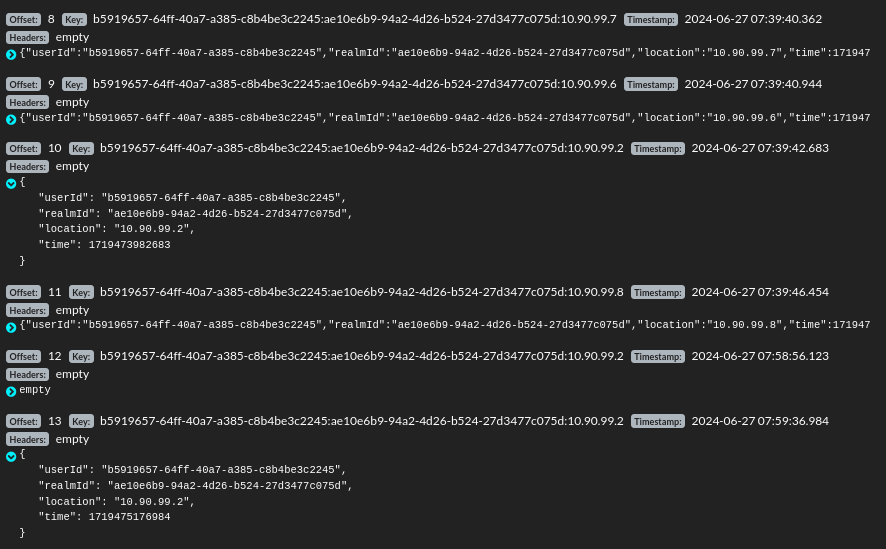 Offset: 8 Key: b5919657-64ff-40a7-a385-c8b4be3c2245:ae10e6b9-94a2-4d26-b524-27d3477c075d:10.90.99.7 Timestamp: 2024-06-27 07:39:40.362
Headers: empty
{"userId":"b5919657-64ff-40a7-a385-c8b4be3c2245","realmId":"ae10e6b9-94a2-4d26-b524-27d3477c075d","location":"10.90.99.7","time":171947
Offset: 9 Key: b5919657-64ff-40a7-a385-c8b4be3c2245:ae10e6b9-94a2-4d26-b524-27d3477c075d:10.90.99.6 Timestamp: 2024-06-27 07:39:40.944
Headers: empty
{"userId":"b5919657-64ff-40a7-a385-c8b4be3c2245","realmId":"ae10e6b9-94a2-4d26-b524-27d3477c075d","location":"10.90.99.6","time":171947
Offset: 10 Key: b5919657-64ff-40a7-a385-c8b4be3c2245:ae10e6b9-94a2-4d26-b524-27d3477c075d:10.90.99.2 Timestamp: 2024-06-27 07:39:42.683
Headers: empty
{
"userId": "b5919657-64ff-40a7-a385-c8b4be3c2245",
"realmId": "ae10e6b9-94a2-4d26-b524-27d3477c075d",
"location": "10.90.99.2",
"time": 1719473982683
}
Offset: 11 Key: b5919657-64ff-40a7-a385-c8b4be3c2245:ae10e6b9-94a2-4d26-b524-27d3477c075d:10.90.99.8 Timestamp: 2024-06-27 07:39:46.454
Headers: empty
{"userId":"b5919657-64ff-40a7-a385-c8b4be3c2245","realmId":"ae10e6b9-94a2-4d26-b524-27d3477c075d","location":"10.90.99.8","time":171947
Offset: 12 Key: b5919657-64ff-40a7-a385-c8b4be3c2245:ae10e6b9-94a2-4d26-b524-27d3477c075d:10.90.99.2 Timestamp: 2024-06-27 07:58:56.123
Headers: empty
empty
Offset: 13 Key: b5919657-64ff-40a7-a385-c8b4be3c2245:ae10e6b9-94a2-4d26-b524-27d3477c075d:10.90.99.2 Timestamp: 2024-06-27 07:59:36.984
Headers: empty
{
"userId": "b5919657-64ff-40a7-a385-c8b4be3c2245",
"realmId": "ae10e6b9-94a2-4d26-b524-27d3477c075d",
"location": "10.90.99.2",
"time": 1719475176984
}